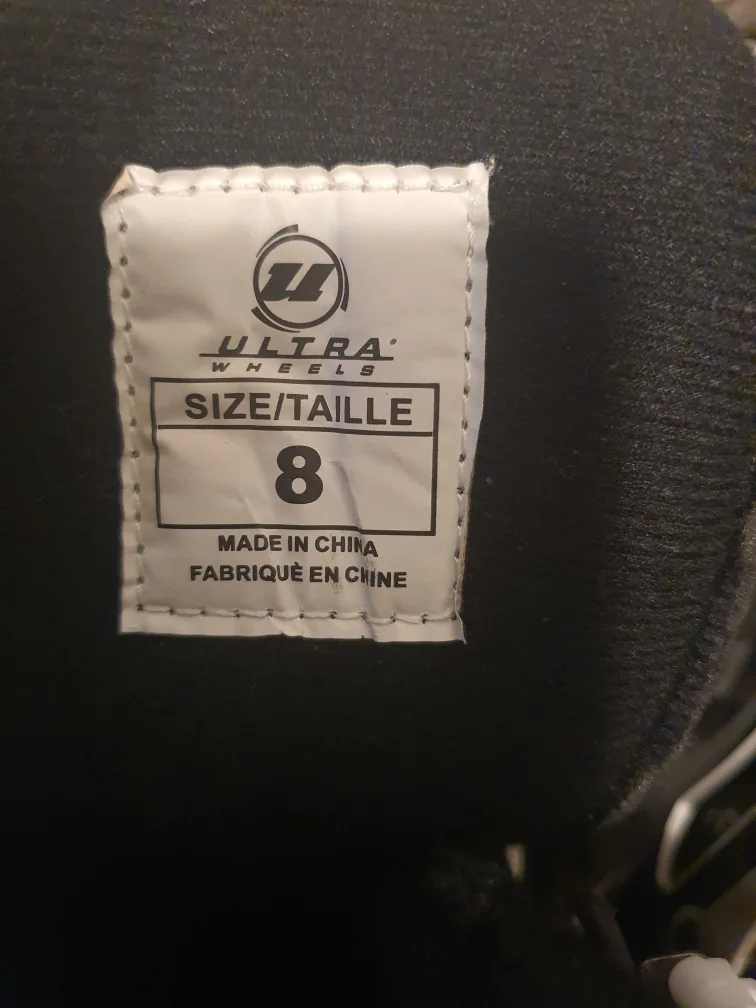 U
ULTRA
WHEELS
SIZE/TAILLE
8
MADE IN CHINA
FABRIQUÈ EN CHINE